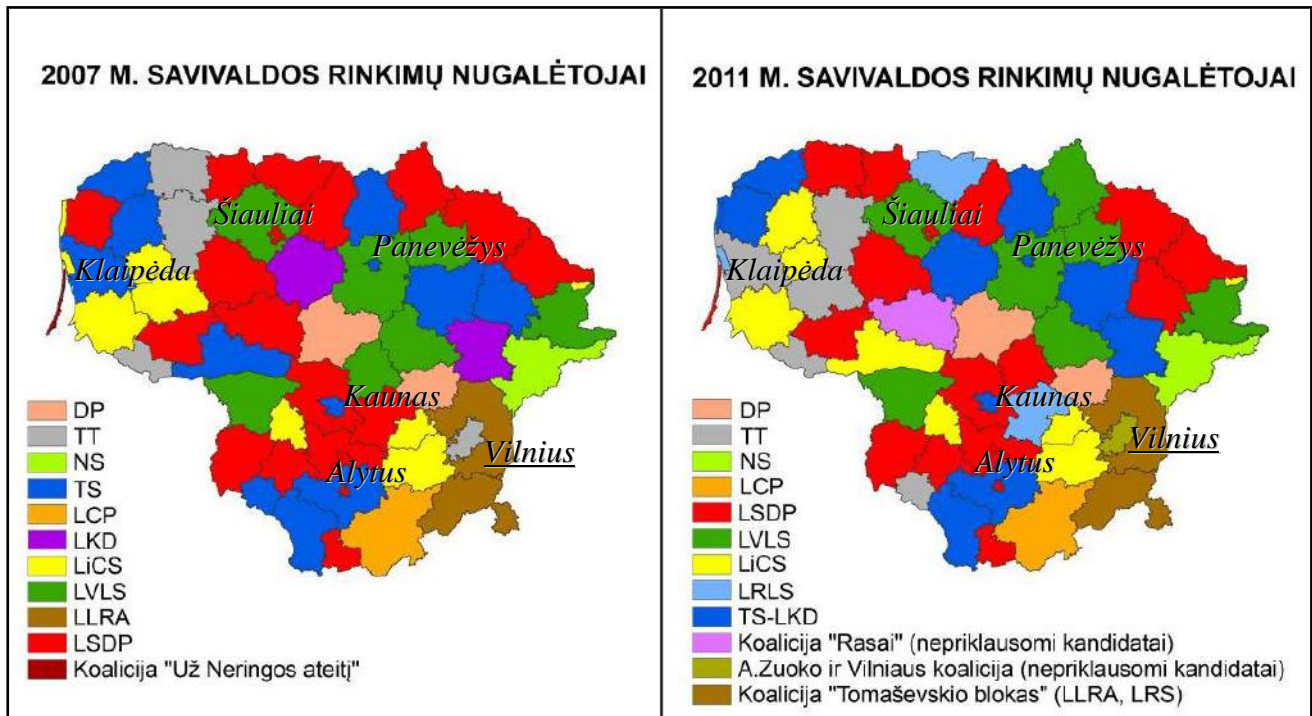 2007 M. SAVIVALDOS RINKIMŲ NUGALĖTOJAI
Šiauliai
Panevėžys
Klaipėda
Kaunas
Vilnius
Alytus
DP
TT
NS
TS
LCP
LKD
LiCS
LVLS
LLRA
LSDP
Koalicija "Už Neringos ateitį"
2011 M. SAVIVALDOS RINKIMŲ NUGALĖTOJAI
Šiauliai
Panevėžys
Klaipėda
Kaunas
Vilnius
Alytus
DP
TT
NS
LCP
LSDP
LVLS
LiCS
LRLS
TS-LKD
Koalicija "Rasai" (nepriklausomi kandidatai)
A.Zuoko ir Vilniaus koalicija (nepriklausomi kandidatai)
Koalicija "Tomaševskio blokas" (LLRA, LRS)